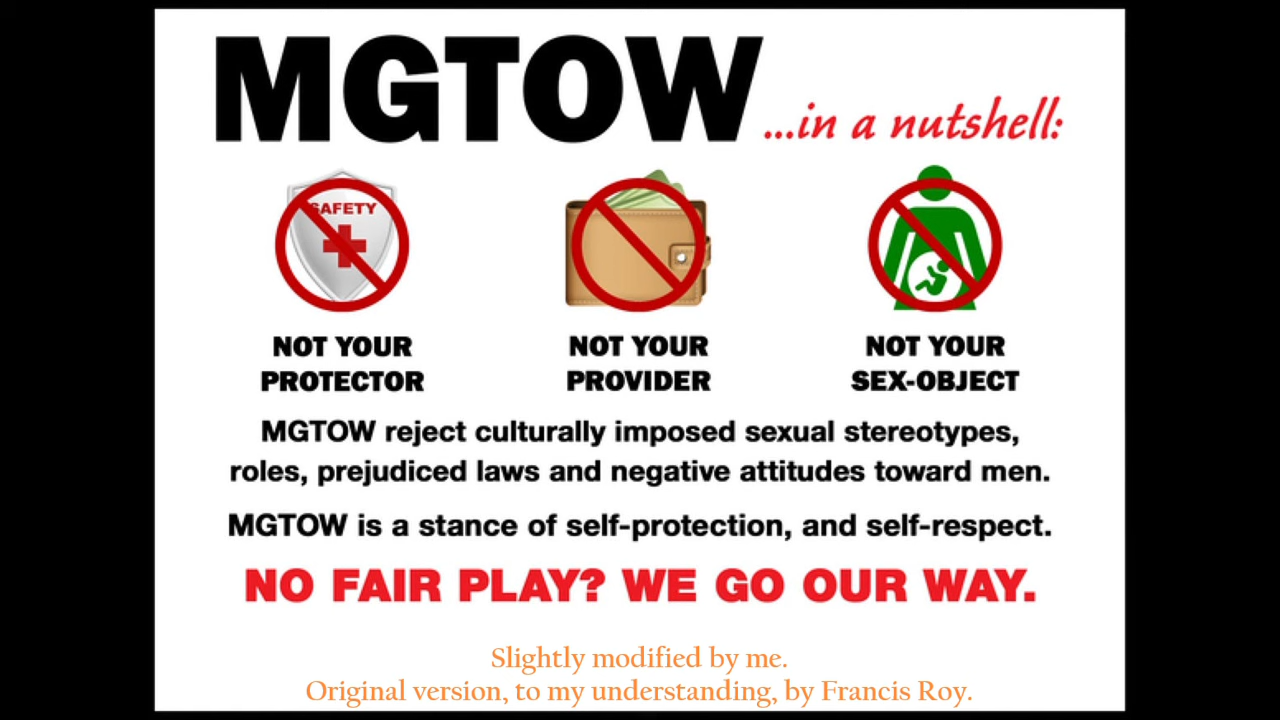 MGTOW ...in a nutshell:
SAFETY
NOT YOUR
PROTECTOR
NOT YOUR
PROVIDER
NOT YOUR
SEX-OBJECT
MGTOW reject culturally imposed sexual stereotypes,
roles, prejudiced laws and negative attitudes toward men.
MGTOW is a stance of self-protection, and self-respect.
NO FAIR PLAY? WE GO OUR WAY.
Slightly modified by me.
Original version, to my understanding, by Francis Roy.